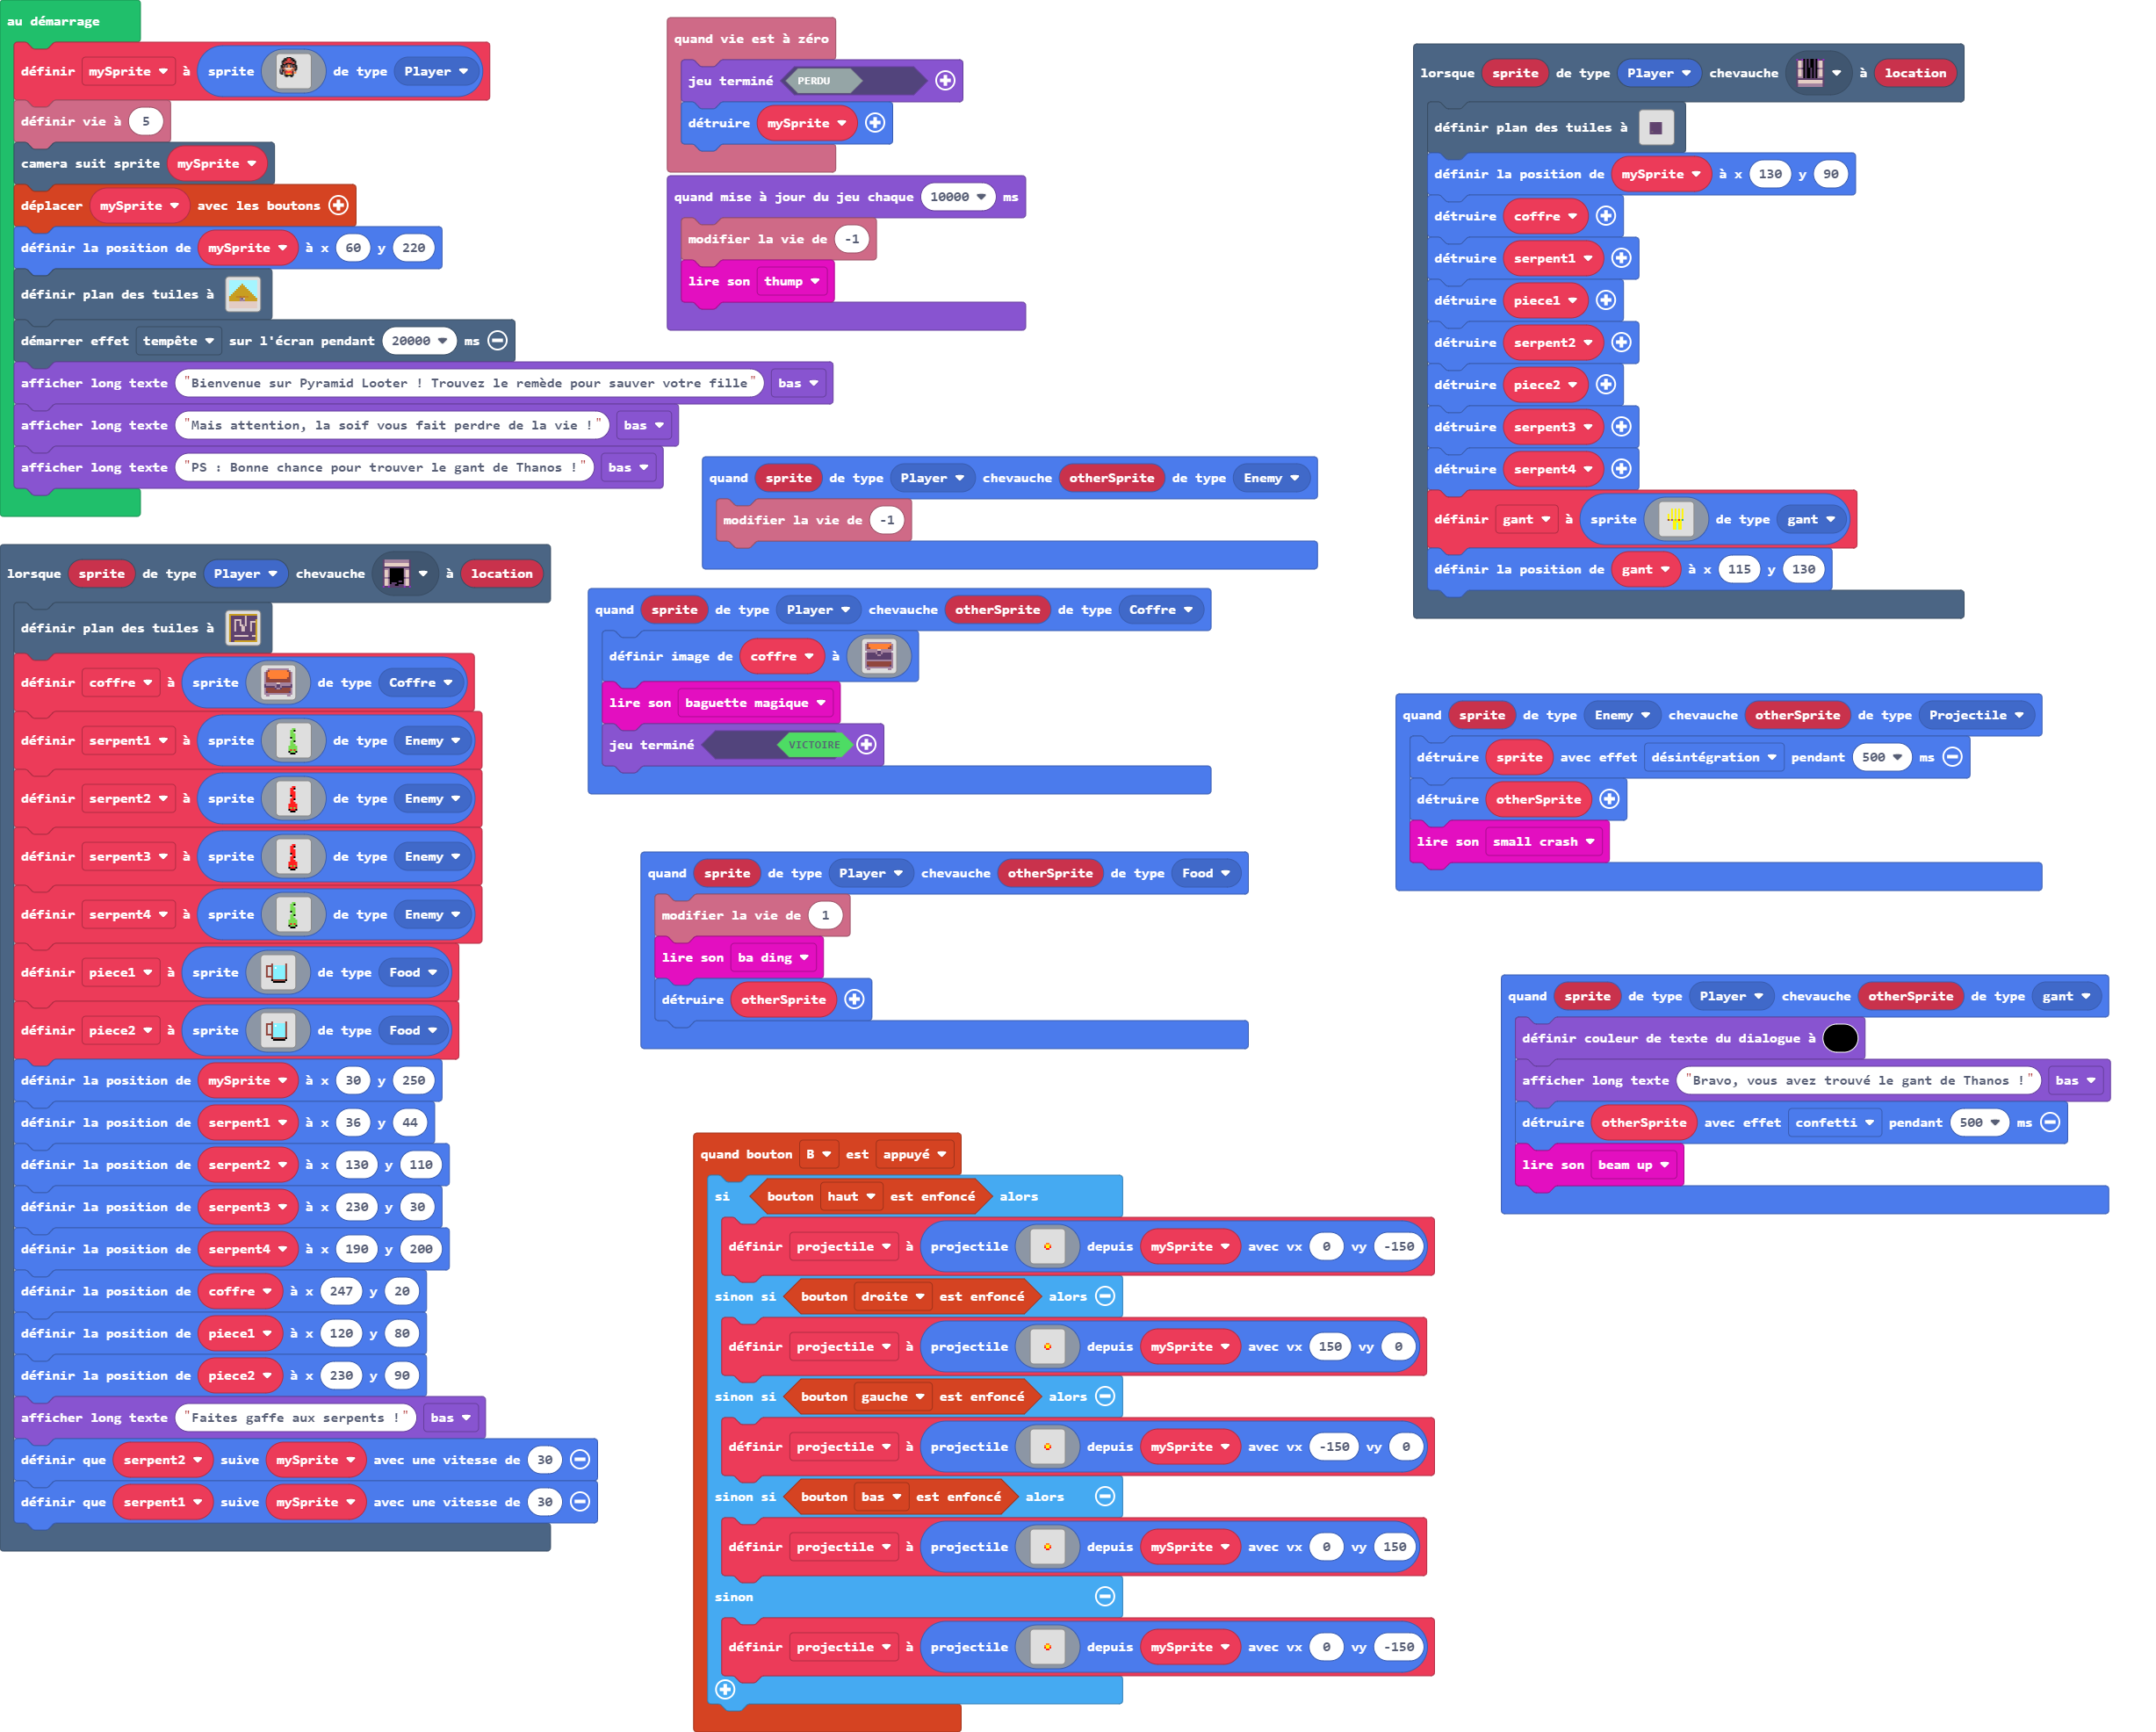 au démarrage
définir mySprite à sprite de type Player
définir vie à 5
camera suit sprite mySprite
déplacer mySprite avec les boutons
définir la position de mySprite à x 60 y 220
définir plan des tuiles à
démarrer effet tempête sur l'écran pendant 20000 ms
afficher long texte "Bienvenue sur Pyramid Looter ! Trouvez le remède pour sauver votre fille" bas
afficher long texte "Mais attention, la soif vous fait perdre de la vie !" bas
afficher long texte "PS : Bonne chance pour trouver le gant de Thanos !" bas
lorsque sprite de type Player chevauche à location
définir plan des tuiles à
définir coffre à sprite de type Coffre
définir serpent1 à sprite de type Enemy
définir serpent2 à sprite de type Enemy
définir serpent3 à sprite de type Enemy
définir serpent4 à sprite de type Enemy
définir piece1 à sprite de type Food
définir piece2 à sprite de type Food
définir la position de mySprite à x 30 y 250
définir la position de serpent1 à x 36 y 44
définir la position de serpent2 à x 130 y 110
définir la position de serpent3 à x 230 y 30
définir la position de serpent4 à x 190 y 200
définir la position de coffre à x 247 y 20
définir la position de piece1 à x 120 y 80
définir la position de piece2 à x 230 y 90
afficher long texte "Faites gaffe aux serpents !" bas
définir que serpent2 suive mySprite avec une vitesse de 30
définir que serpent1 suive mySprite avec une vitesse de 30
quand vie est à zéro
jeu terminé PERDU
détruire mySprite
quand mise à jour du jeu chaque 10000 ms
modifier la vie de -1
lire son thump
quand sprite de type Player chevauche otherSprite de type Enemy
modifier la vie de -1
quand sprite de type Player chevauche otherSprite de type Coffre
définir image de coffre à
lire son baguette magique
jeu terminé VICTOIRE
quand sprite de type Player chevauche otherSprite de type Food
modifier la vie de 1
lire son ba ding
détruire otherSprite
quand bouton B est appuyé
si bouton haut est enfoncé alors
définir projectile à projectile depuis mySprite avec vx 0 vy -150
sinon si bouton droite est enfoncé alors
définir projectile à projectile depuis mySprite avec vx 150 vy 0
sinon si bouton gauche est enfoncé alors
définir projectile à projectile depuis mySprite avec vx -150 vy 0
sinon si bouton bas est enfoncé alors
définir projectile à projectile depuis mySprite avec vx 0 vy 150
sinon
définir projectile à projectile depuis mySprite avec vx 0 vy -150
lorsque sprite de type Player chevauche à location
définir plan des tuiles à
définir la position de mySprite à x 130 y 90
détruire coffre
détruire serpent1
détruire piece1
détruire serpent2
détruire piece2
détruire serpent3
détruire serpent4
définir gant à sprite de type gant
définir la position de gant à x 115 y 130
quand sprite de type Enemy chevauche otherSprite de type Projectile
détruire sprite avec effet désintégration pendant 500 ms
détruire otherSprite
lire son small crash
quand sprite de type Player chevauche otherSprite de type gant
définir couleur de texte du dialogue à
afficher long texte "Bravo, vous avez trouvé le gant de Thanos !" bas
détruire otherSprite avec effet confetti pendant 500 ms
lire son beam up